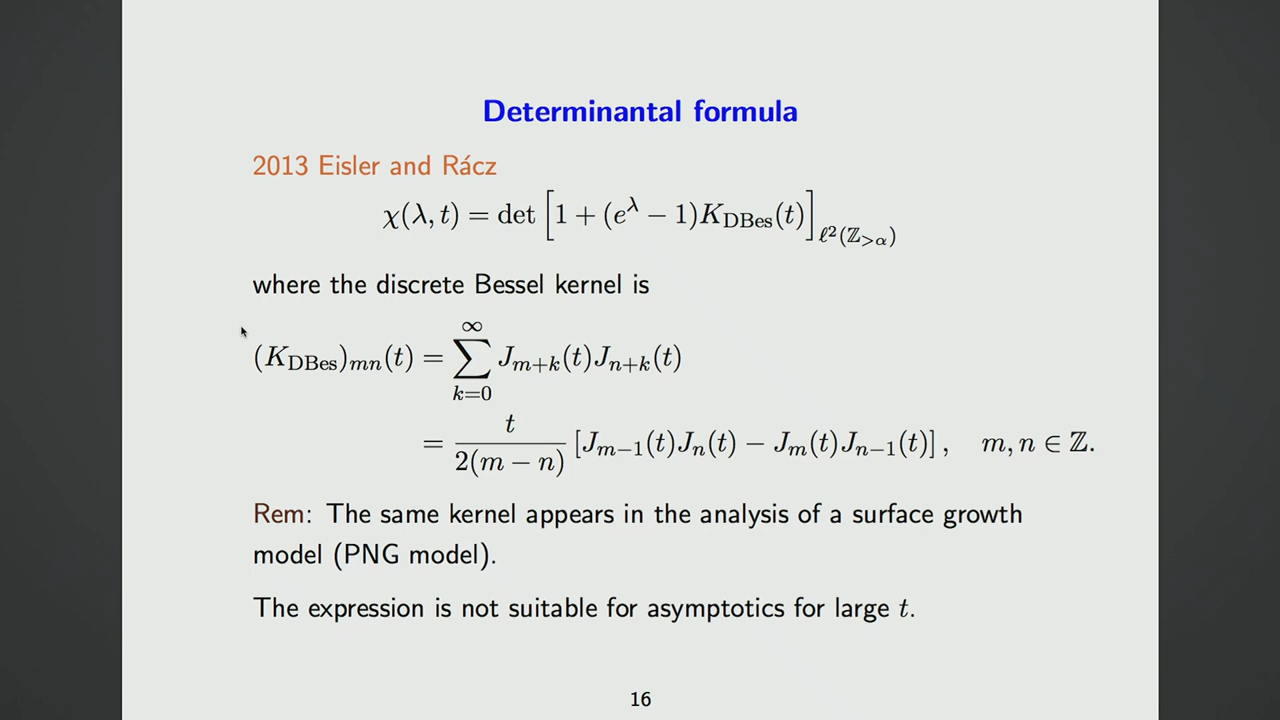 Determinantal formula
2013 Eisler and Rácz
χ(λ, t) = det [1 + (e^λ − 1)K_DBes(t)]_ℓ²(ℤ_>α)
where the discrete Bessel kernel is
(K_DBes)_mn(t) = ∑_{k=0}^{∞} J_{m+k}(t)J_{n+k}(t)
= t/(2(m − n)) [J_{m−1}(t)J_n(t) − J_m(t)J_{n−1}(t)] , m, n ∈ ℤ.
Rem: The same kernel appears in the analysis of a surface growth
model (PNG model).
The expression is not suitable for asymptotics for large t.
16